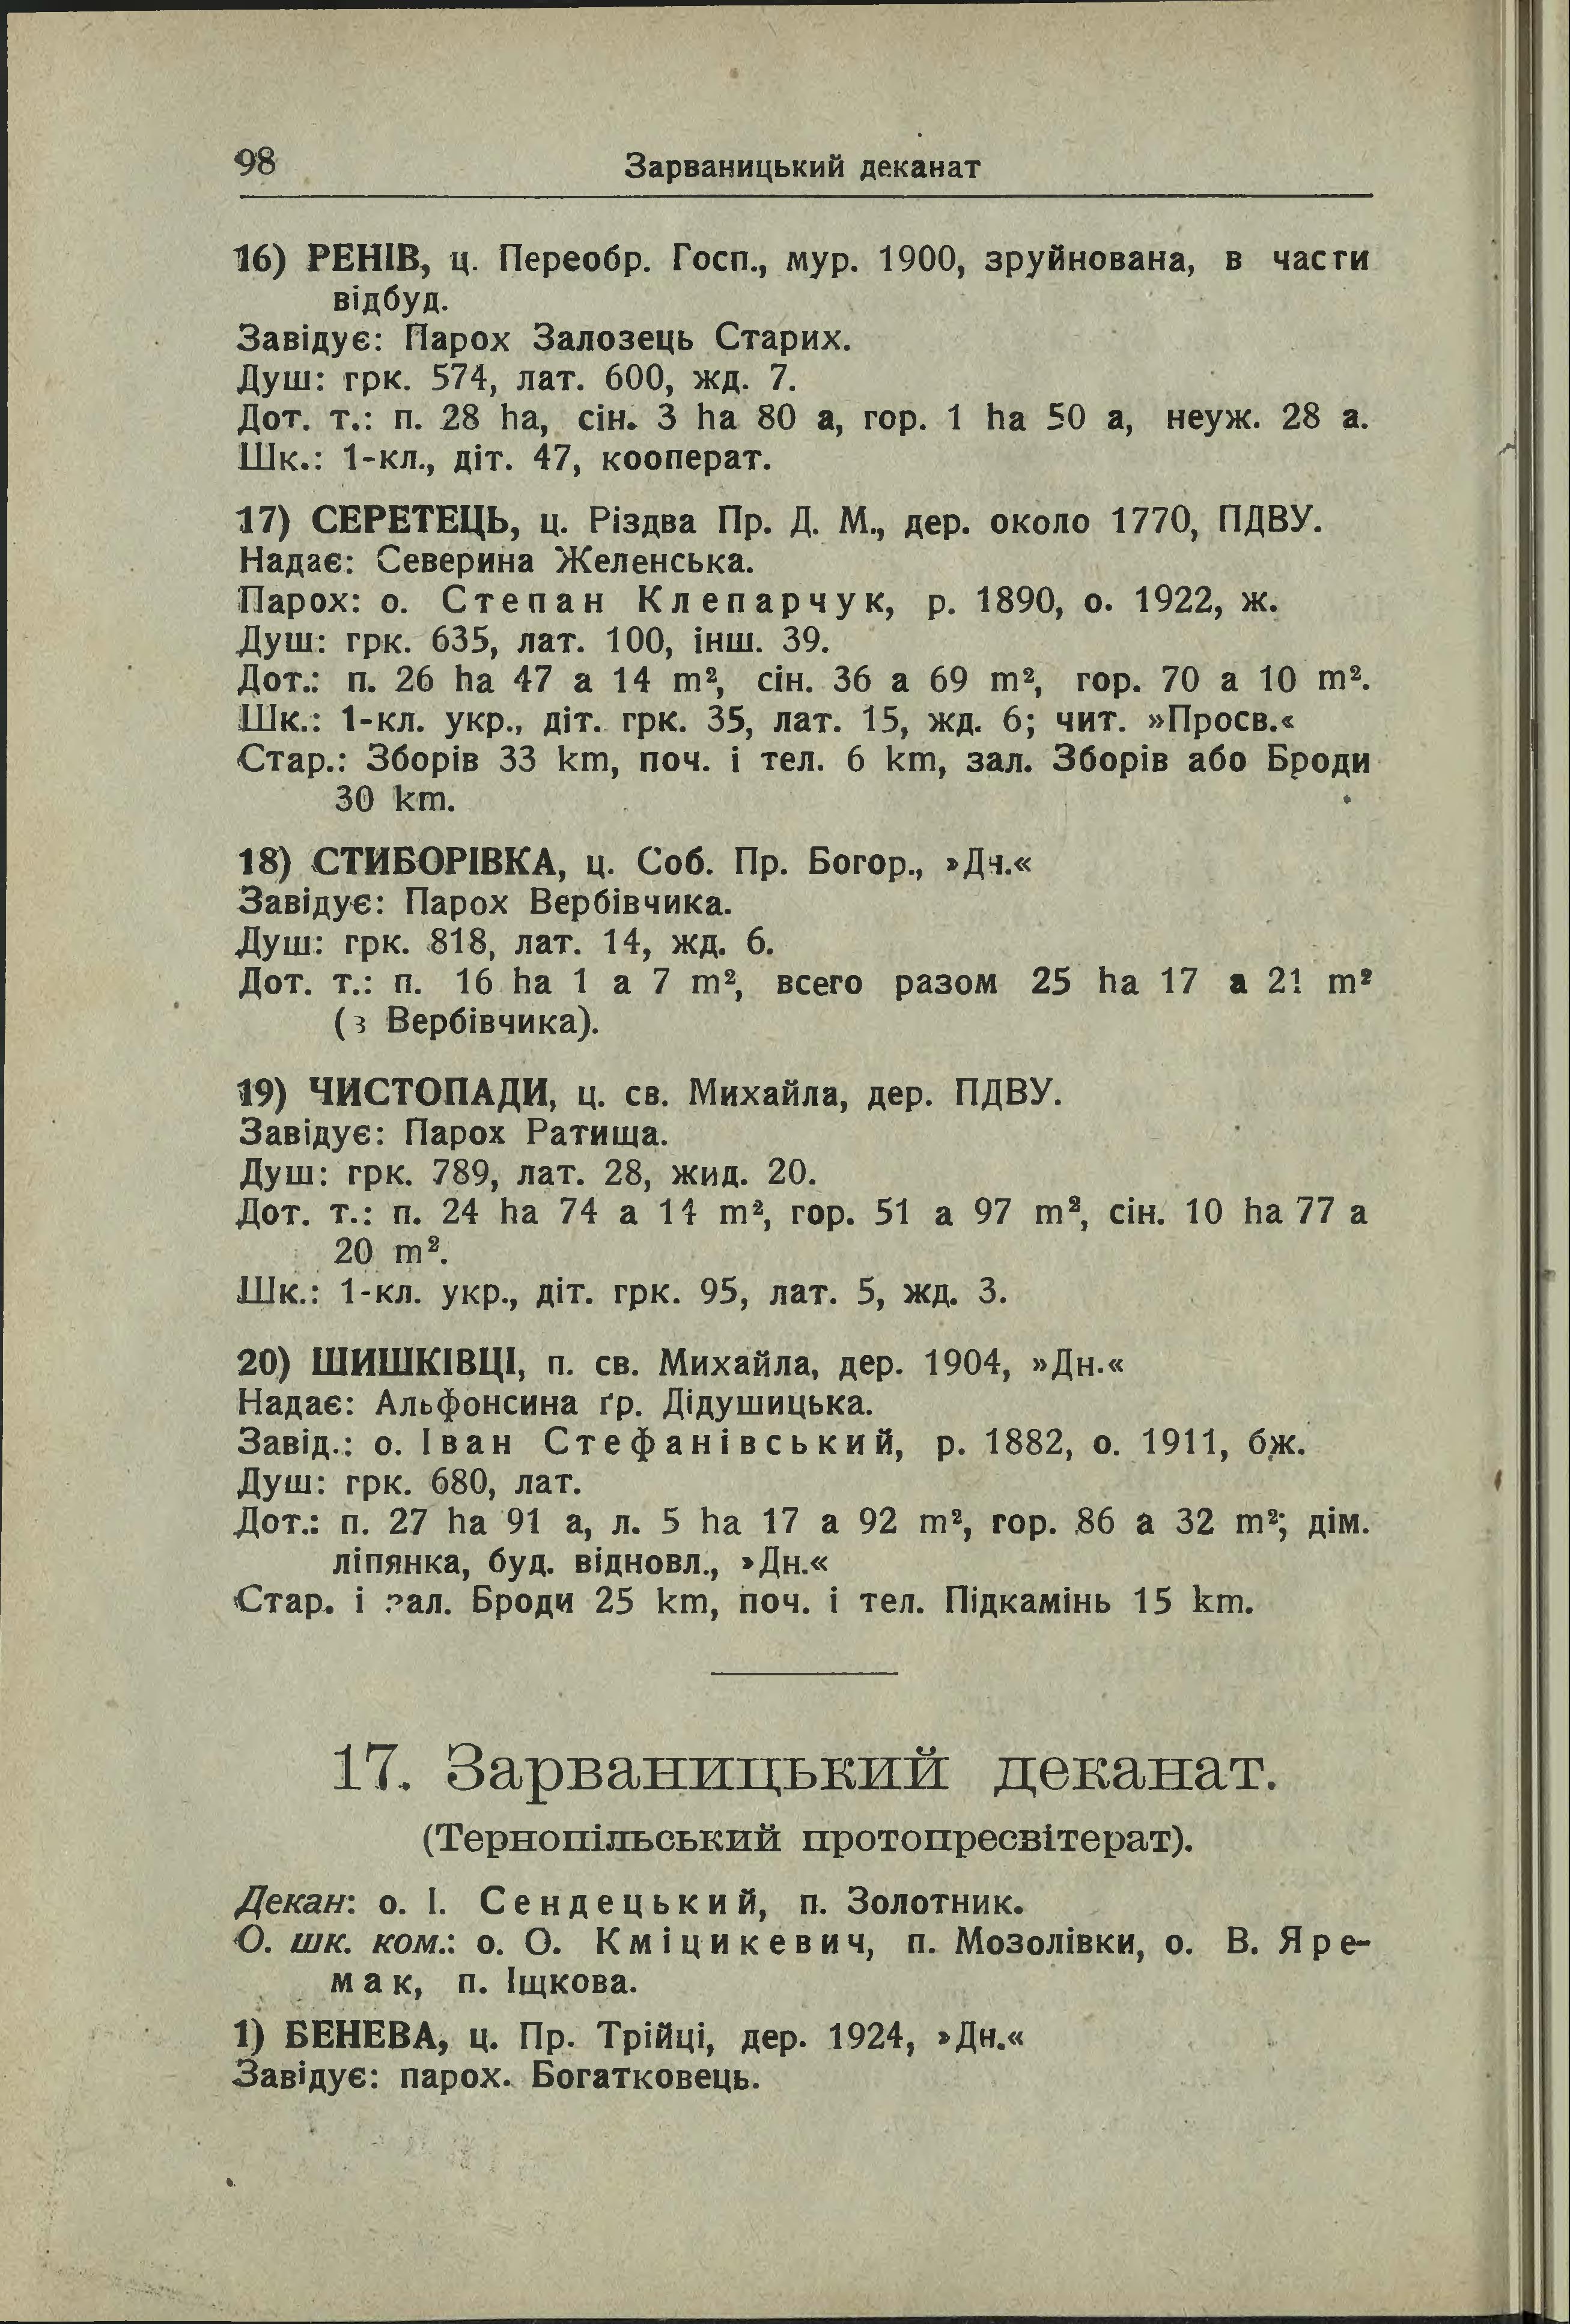 98
Зарваницький деканат
16) РЕНІВ, ц. Переобр. Госп., мур. 1900, зруйнована, в части
відбуд.
Завідує: Парох Залозець Старих.
Душ: грк. 574, лат. 600, жд. 7.
Дот. т.: п. 28 ha, сін. 3 ha 80 a, гор. 1 ha 50 a, неуж. 28 a.
Шк.: 1-кл., діт. 47, кооперат.
17) СЕРЕТЕЦЬ, ц. Різдва Пр. Д. М., дер. около 1770, ПДВУ.
Надає: Северина Желенська.
Парох: о. Степан Клепарчук, р. 1890, о. 1922, ж.
Душ: грк. 635, лат. 100, інш. 39.
Дот.: п. 26 ha 47 a 14 m², сін. 36 a 69 m², гор. 70 a 10 m².
Шк.: 1-кл. укр., діт. грк. 35, лат. 15, жд. 6; чит. »Просв.«
Стар.: Зборів 33 km, поч. і тел. 6 km, зал. Зборів або Броди
30 km.
18) СТИБОРІВКА, ц. Соб. Пр. Богор., »Дн.«
Завідує: Парох Вербівчика.
Душ: грк. 818, лат. 14, жд. 6.
Дот. т.: п. 16 ha 1 a 7 m², всего разом 25 ha 17 a 21 m²
(з Вербівчика).
19) ЧИСТОПАДИ, ц. св. Михайла, дер. ПДВУ.
Завідує: Парох Ратища.
Душ: грк. 789, лат. 28, жид. 20.
Дот. т.: п. 24 ha 74 a 14 m², гор. 51 a 97 m², сін. 10 ha 77 a
20 m².
Шк.: 1-кл. укр., діт. грк. 95, лат. 5, жд. 3.
20) ШИШКІВЦІ, п. св. Михайла, дер. 1904, »Дн.«
Надає: Альфонсина ґр. Дідушицька.
Завід.: о. Іван Стефанівський, р. 1882, о. 1911, бж.
Душ: грк. 680, лат.
Дот.: п. 27 ha 91 a, л. 5 ha 17 a 92 m², гор. 86 a 32 m²; дім.
ліпянка, буд. відновл., »Дн.«
Стар. і зал. Броди 25 km, поч. і тел. Підкамінь 15 km.
17. Зарваницький деканат.
(Тернопільський протопресвітерат).
Декан: о. І. Сендецький, п. Золотник.
О. шк. ком.: о. О. Кміцикевич, п. Мозолівки, о. В. Яре-
мак, п. Іщкова.
1) БЕНЕВА, ц. Пр. Трійці, дер. 1924, »Дн.«
Завідує: парох. Богатковець.